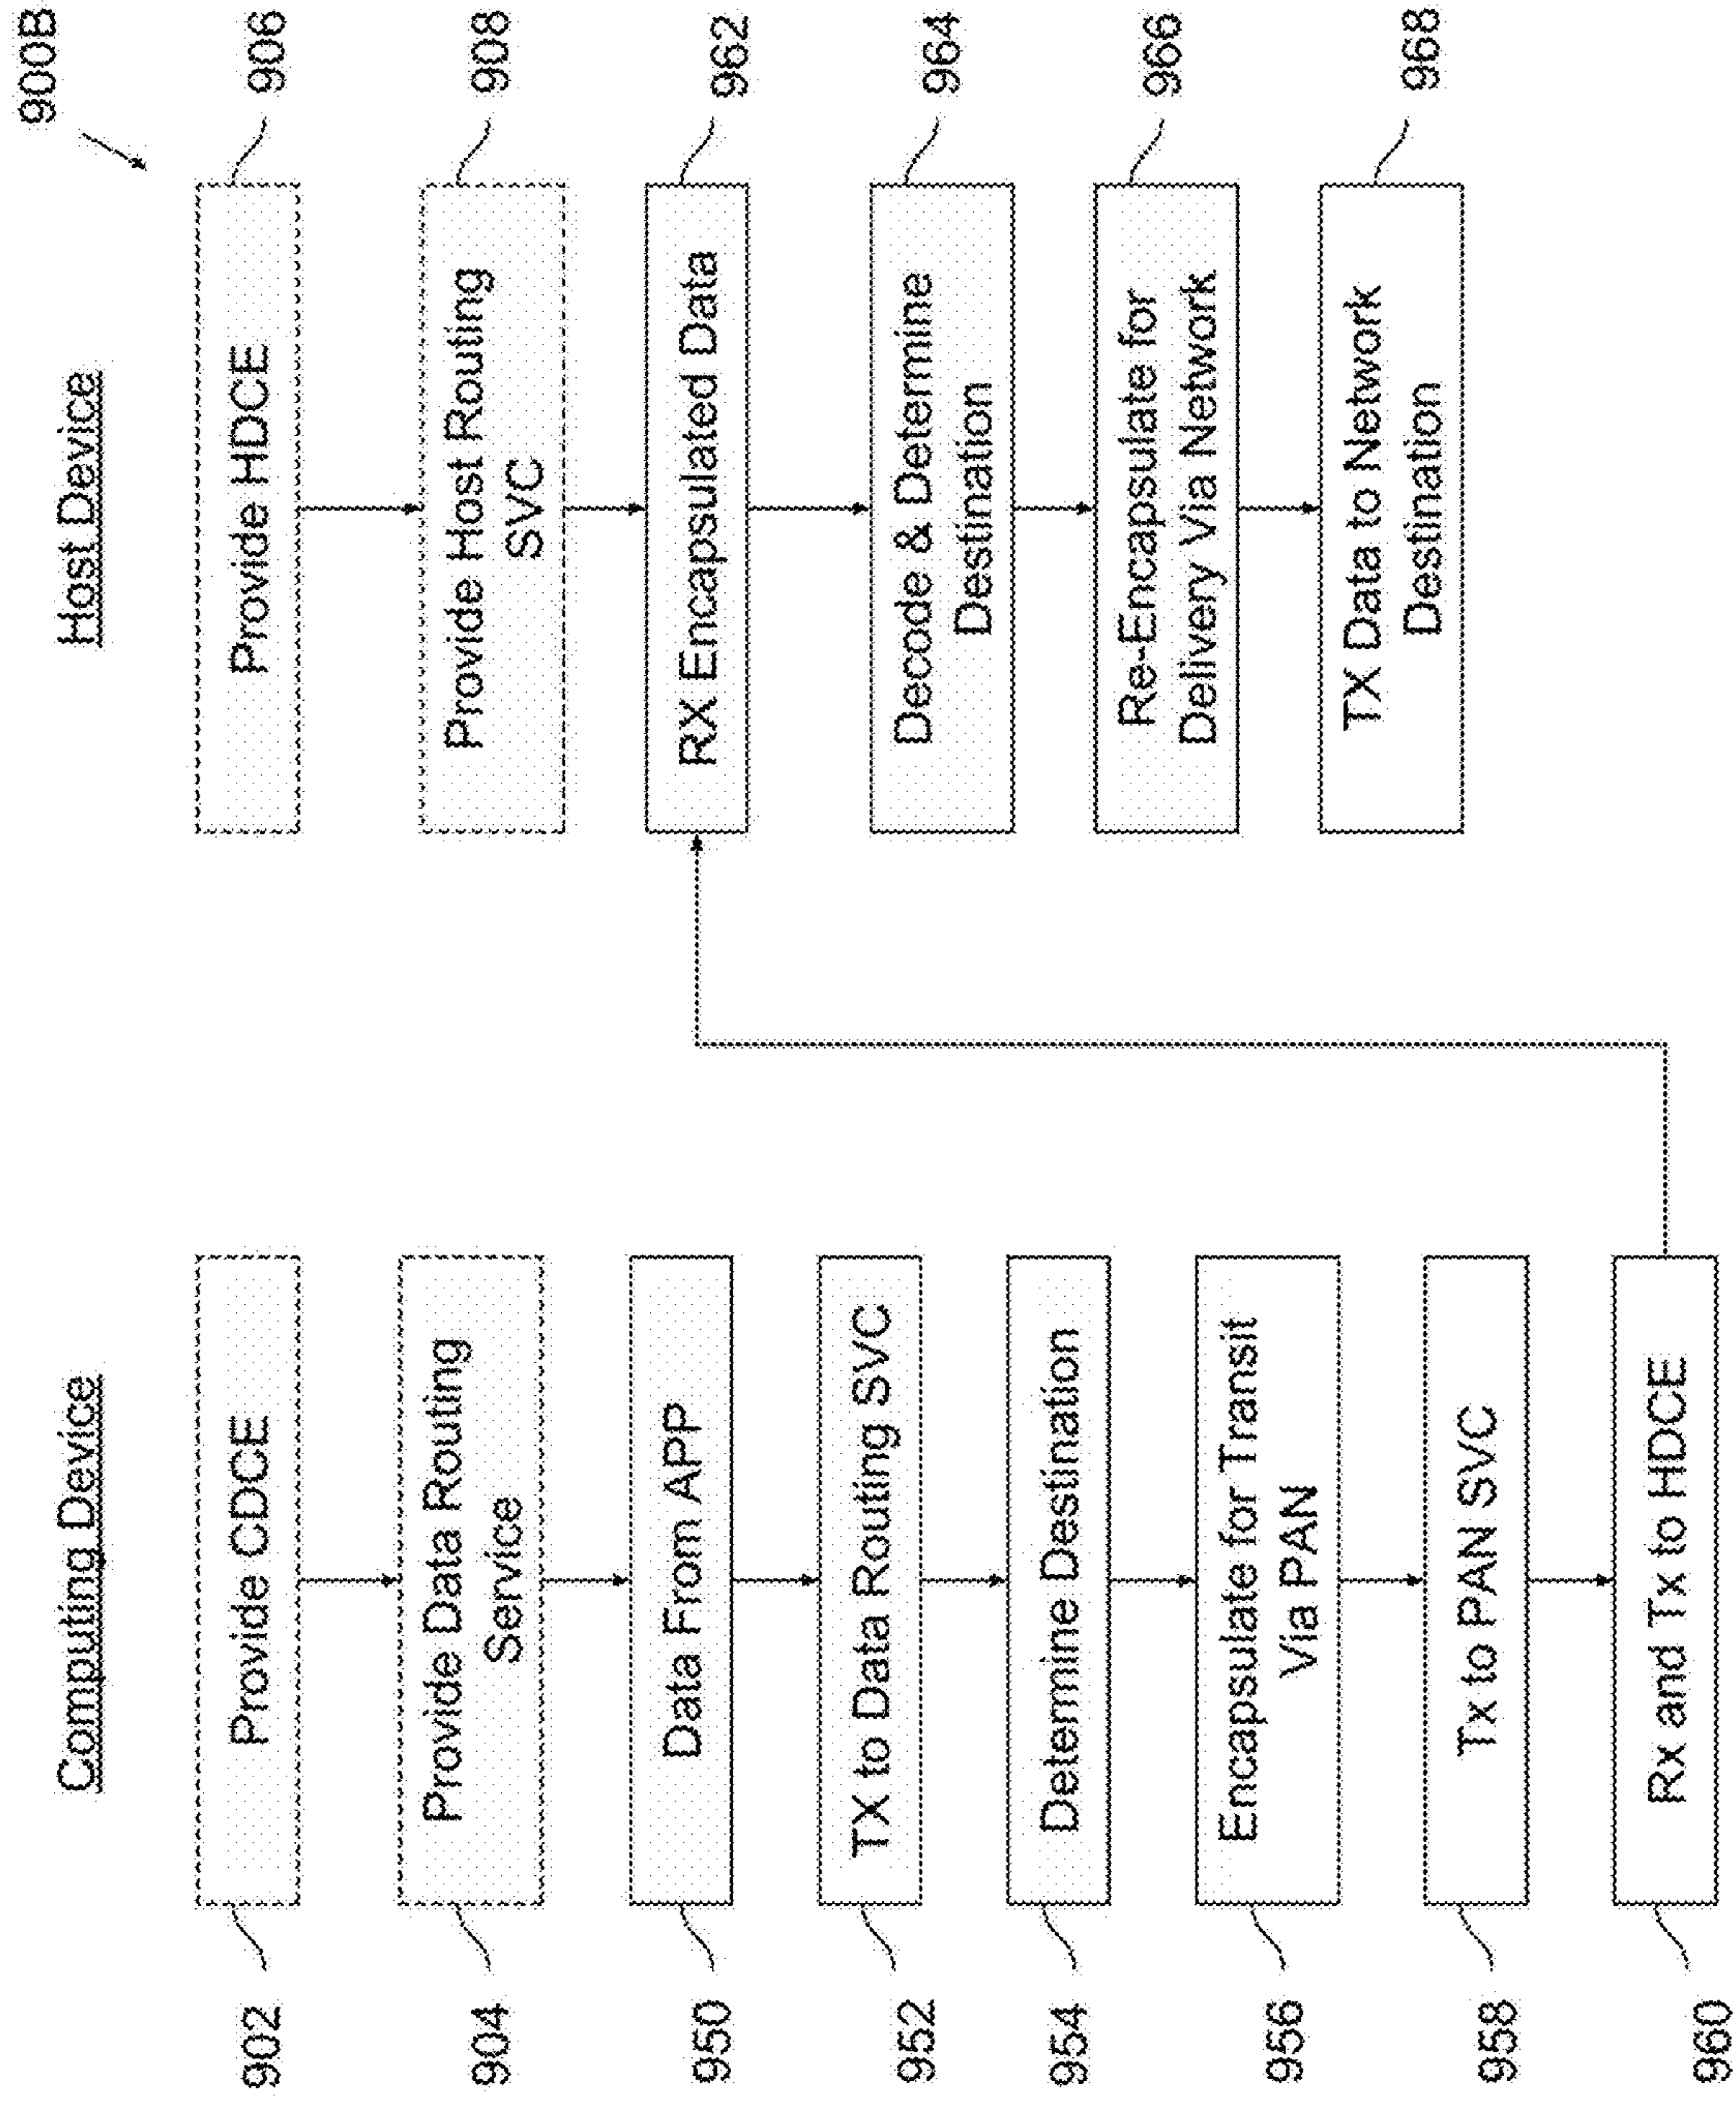 900B
Computing Device
902
Provide CDCE
904
Provide Data Routing
Service
950
Data From APP
952
TX to Data Routing SVC
954
Determine Destination
956
Encapsulate for Transit
Via PAN
958
Tx to PAN SVC
960
Rx and Tx to HDCE
Host Device
Provide HDCE
906
Provide Host Routing
SVC
908
RX Encapsulated Data
962
Decode & Determine
Destination
964
Re-Encapsulate for
Delivery Via Network
966
TX Data to Network
Destination
968